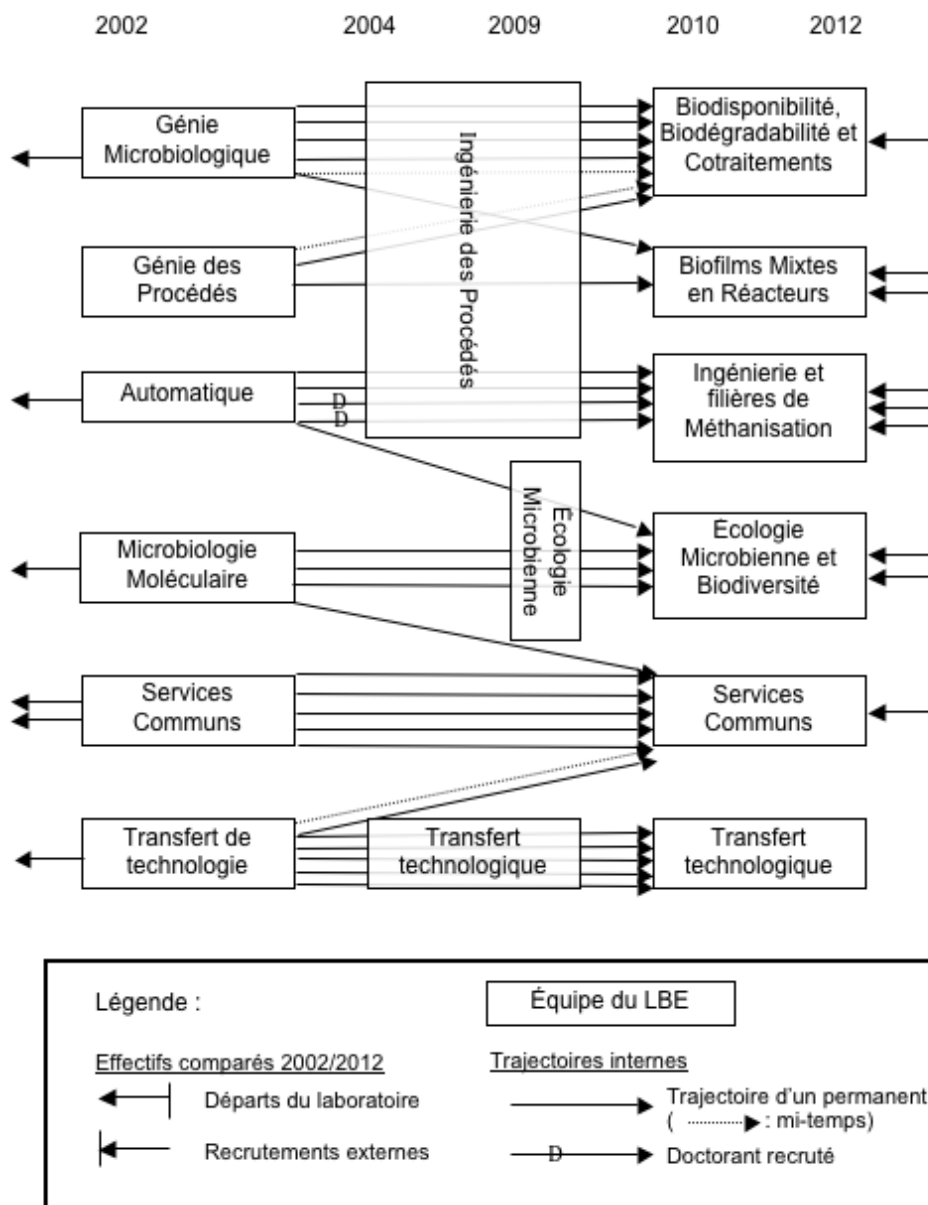 2002 2004 2009 2010 2012
Génie
Microbiologique
Ingénierie des Procédés
Biodisponibilité,
Biodégradabilité et
Cotraitements
Génie des
Procédés
Biofilms Mixtes
en Réacteurs
Automatique
D
D
Ingénierie et
filières de
Méthanisation
Microbiologie
Moléculaire
Écologie
Microbienne
Écologie
Microbienne et
Biodiversité
Services
Communs
Services
Communs
Transfert de
technologie
Transfert
technologique
Transfert
technologique
Légende :
Équipe du LBE
Effectifs comparés 2002/2012
Départs du laboratoire
Recrutements externes
Trajectoires internes
Trajectoire d'un permanent
( : mi-temps)
D Doctorant recruté